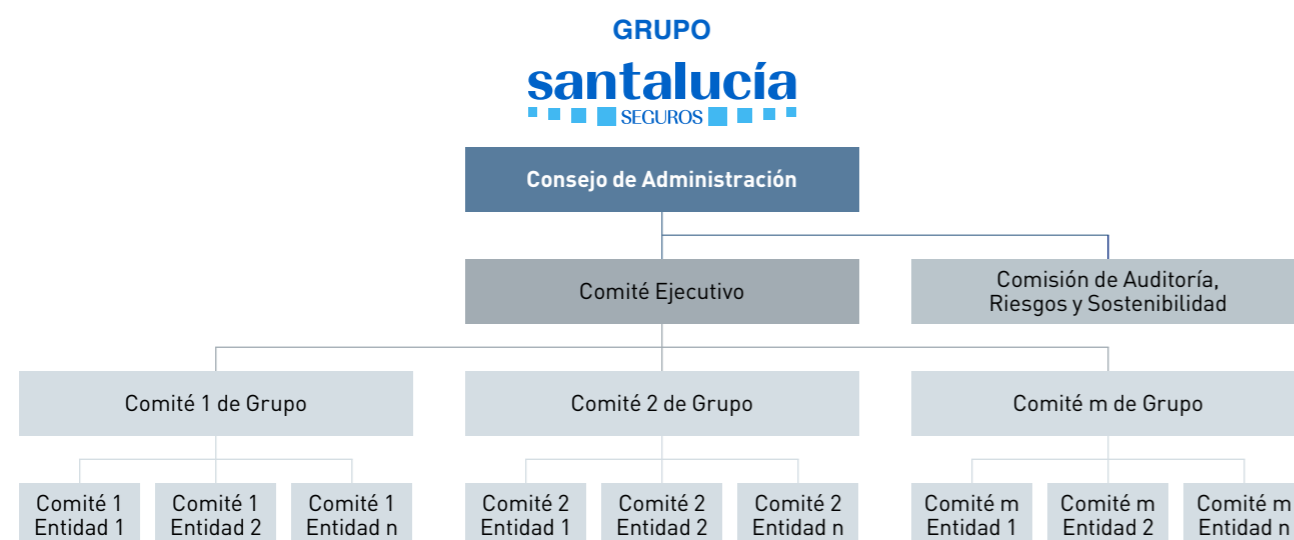 GRUPO
santalucía
SEGUROS
Consejo de Administración
Comité Ejecutivo
Comisión de Auditoría,
Riesgos y Sostenibilidad
Comité 1 de Grupo
Comité 2 de Grupo
Comité m de Grupo
Comité 1
Entidad 1
Comité 1
Entidad 2
Comité 1
Entidad n
Comité 2
Entidad 1
Comité 2
Entidad 2
Comité 2
Entidad n
Comité m
Entidad 1
Comité m
Entidad 2
Comité m
Entidad n